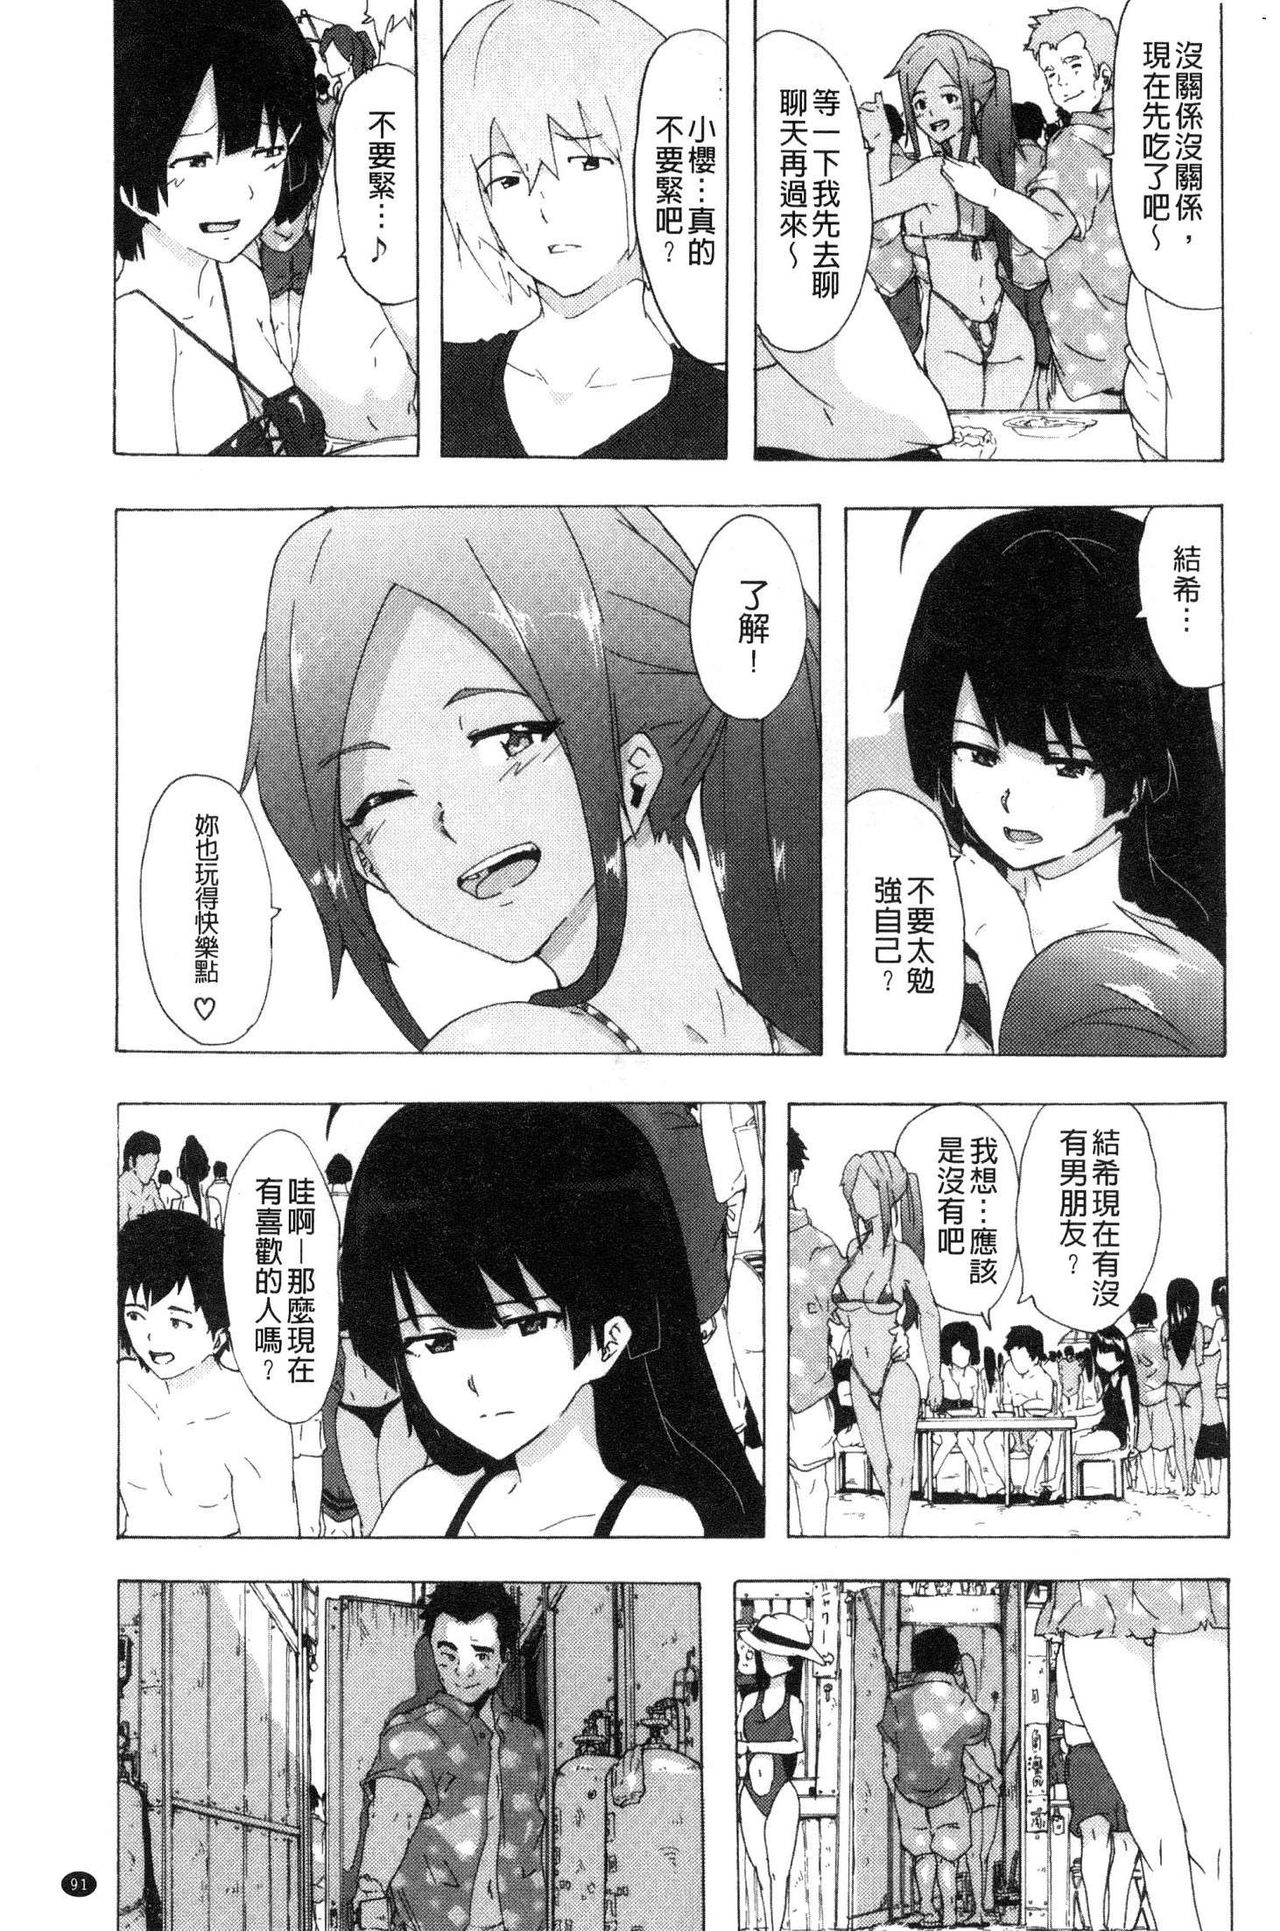 沒關係沒關係，
現在先吃了吧～
等一下我先去聊
聊天再過來～
小櫻…真的
不要緊吧？
不要緊…♪
結希…
不要太勉
強自己？
了解！
妳也玩得快樂點♡
結希現在有沒
有男朋友？
我想…應該
是沒有吧
哇啊—那麼現在
有喜歡的人嗎？
91